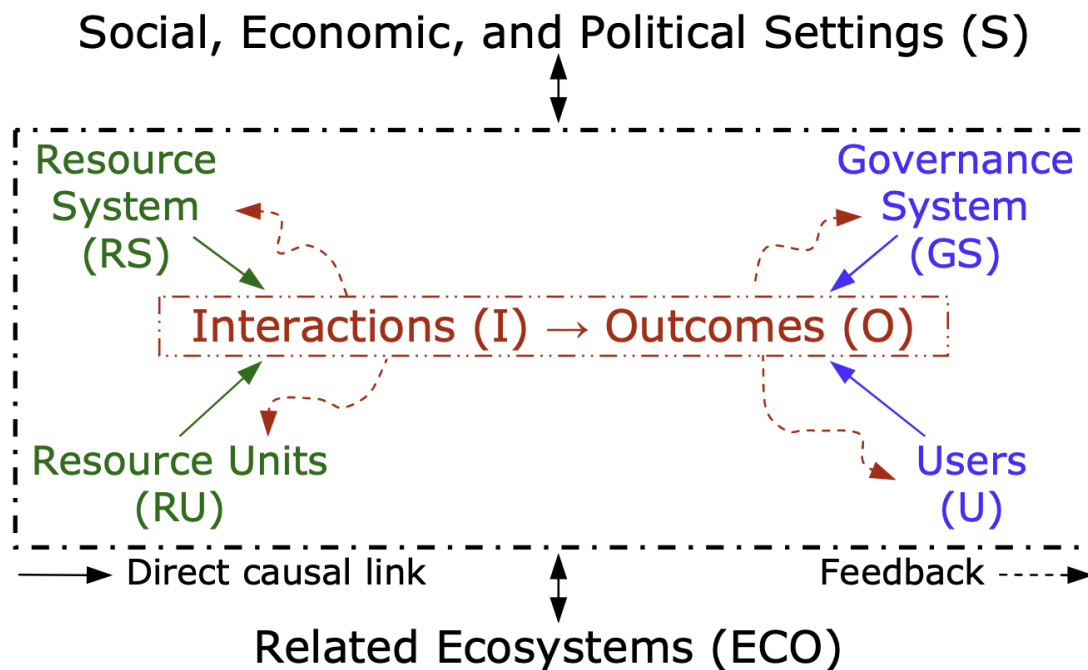 Social, Economic, and Political Settings (S)
Resource
System
(RS)
Governance
System
(GS)
Interactions (I) → Outcomes (O)
Resource Units
(RU)
Users
(U)
Direct causal link
Feedback
Related Ecosystems (ECO)